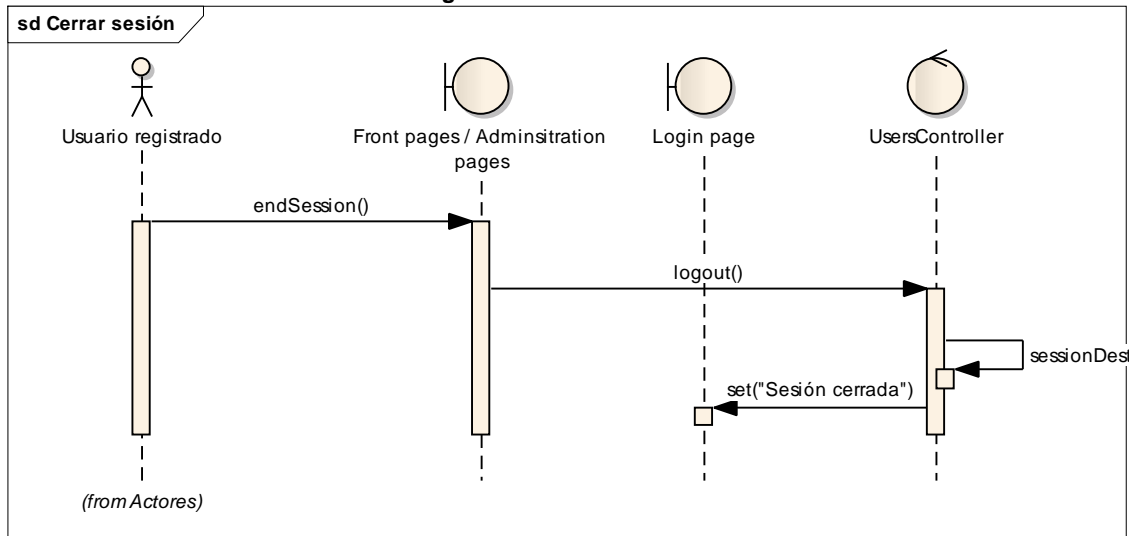 sd Cerrar sesión
Usuario registrado
Front pages / Adminsitration
pages
Login page
UsersController
endSession()
logout()
sessionDest
set("Sesión cerrada")
(from Actores)